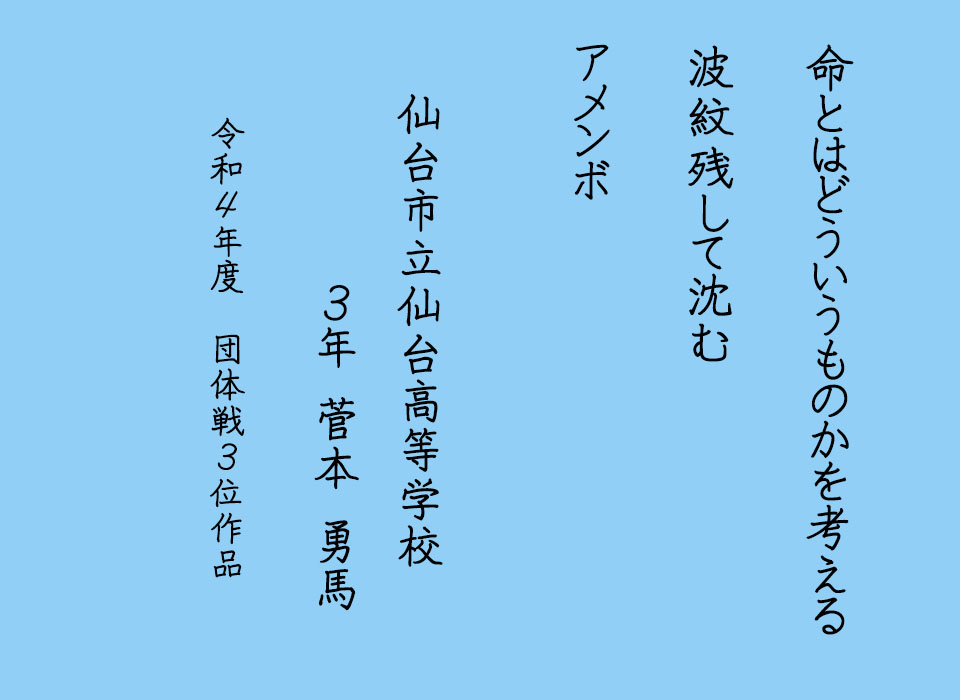 命とはどういうものかを考える
波紋残して沈む
アメンボ
仙台市立仙台高等学校
3年 菅本 勇馬
令和4年度 団体戦3位作品